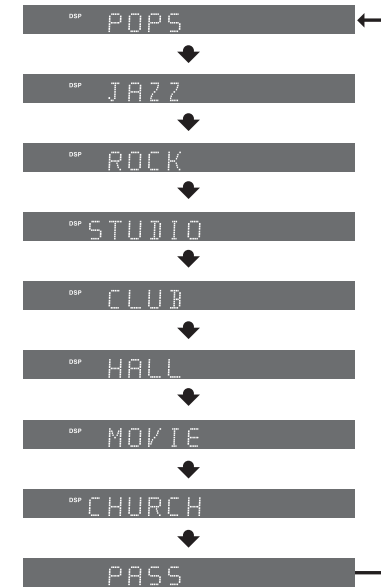 DSP POPS
DSP JAZZ
DSP ROCK
DSP STUDIO
DSP CLUB
DSP HALL
DSP MOVIE
DSP CHURCH
PASS